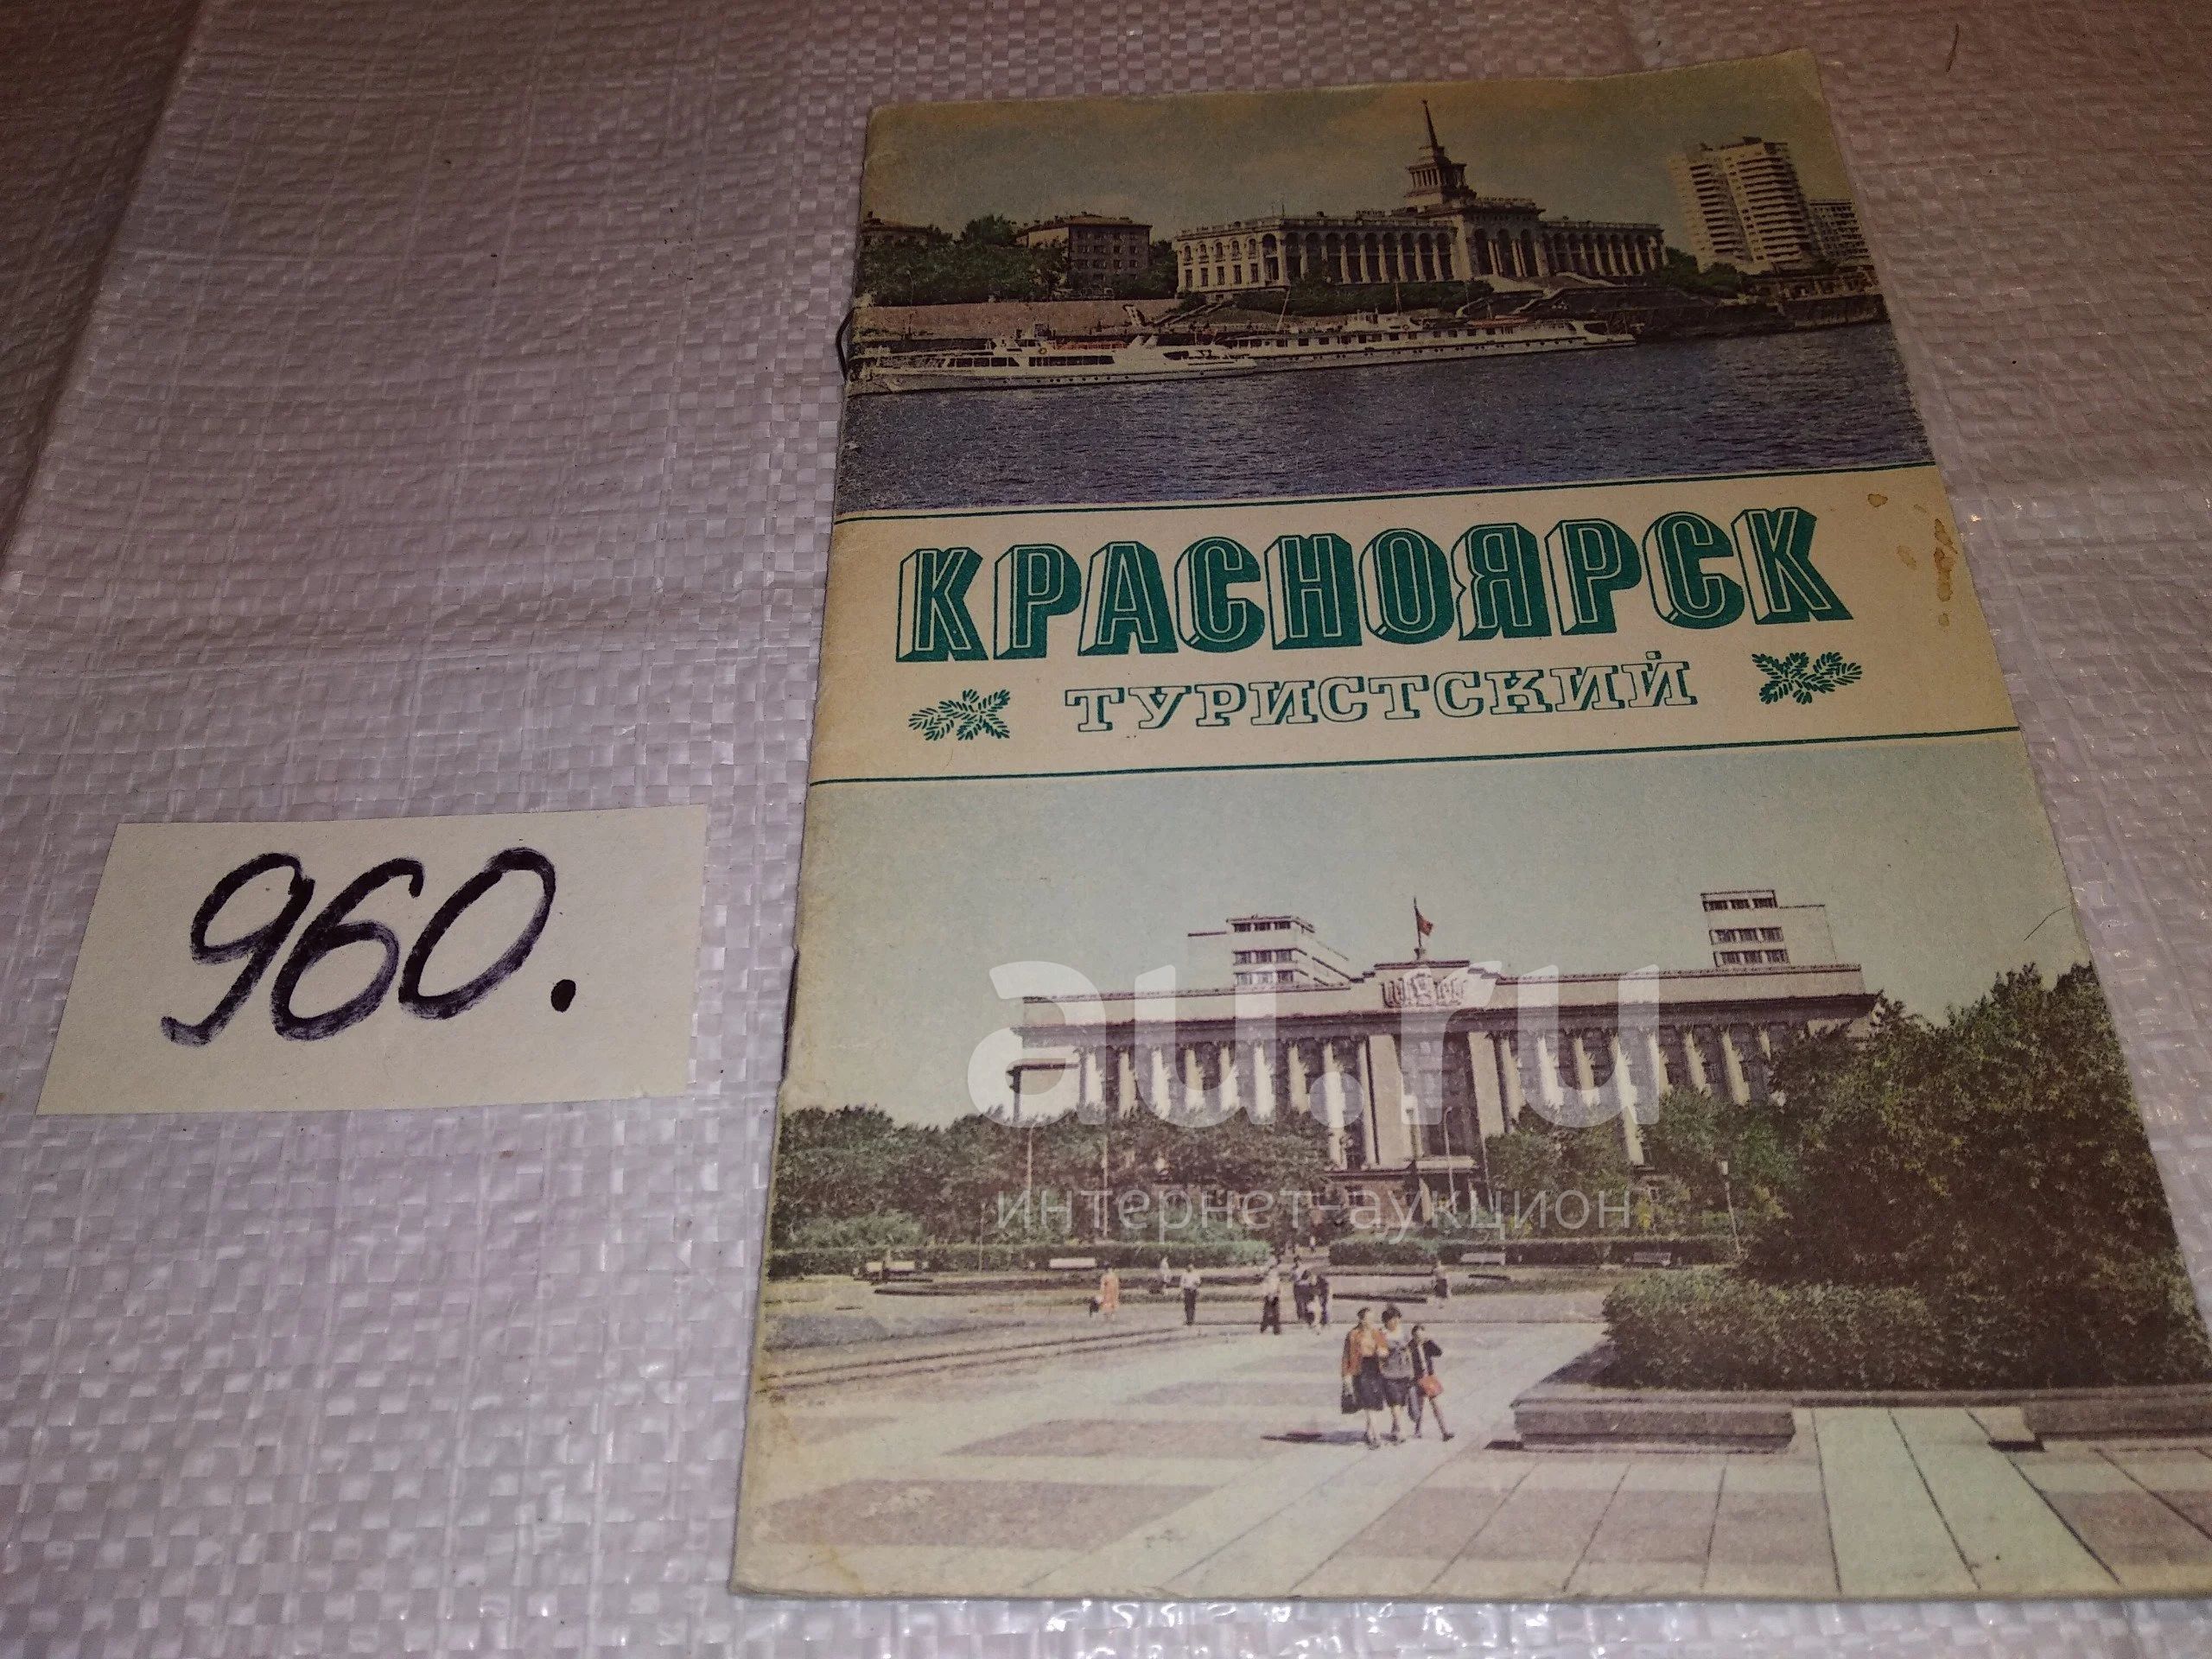 КРАСНОЯРСК
ТУРИСТСКИЙ
960.
au.ru
интернет-аукцион